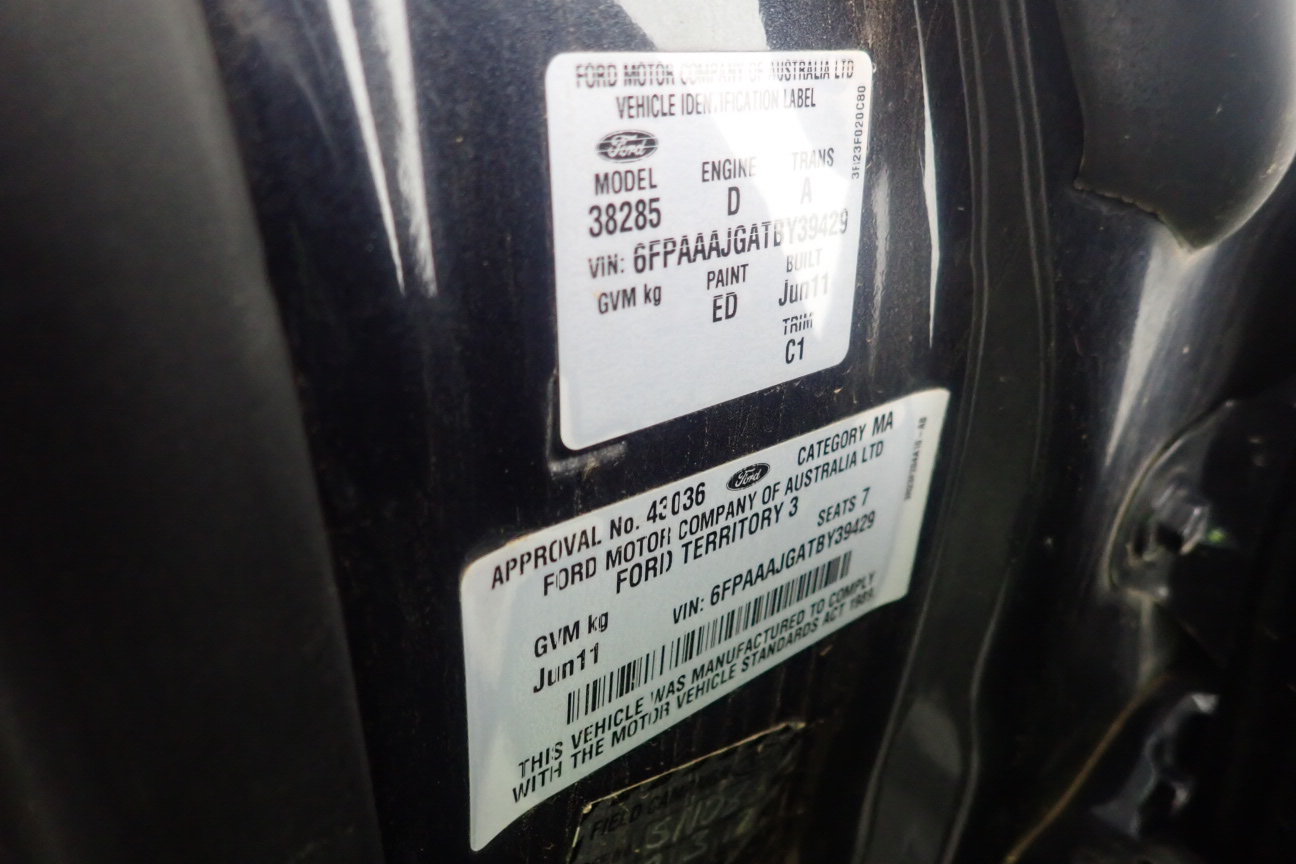 FORD MOTOR COMPANY OF AUSTRALIA LTD
VEHICLE IDENTIFICATION LABEL
Ford
MODEL ENGINE TRANS
38285 D A
VIN: 6FPAAAJGATBY39429
GVM kg PAINT BUILT
ED Jun11
TRIM
C1
APPROVAL No. 43036 Ford CATEGORY MA
FORD MOTOR COMPANY OF AUSTRALIA LTD
FORD TERRITORY 3 SEATS 7
GVM kg VIN: 6FPAAAJGATBY39429
Jun11
THIS VEHICLE WAS MANUFACTURED TO COMPLY
WITH THE MOTOR VEHICLE STANDARDS ACT 1989.
FIELD